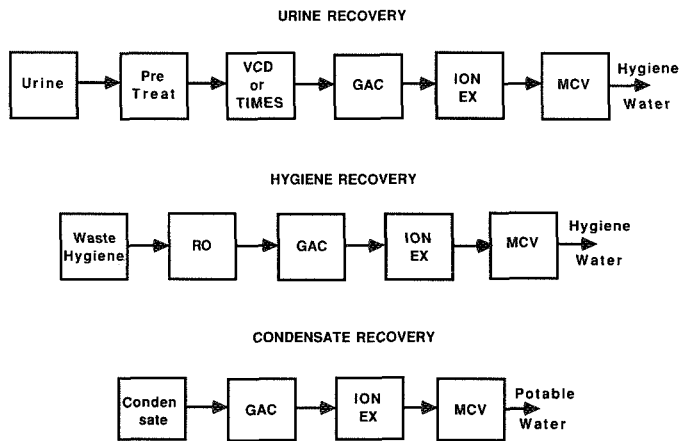 URINE RECOVERY
Urine
Pre
Treat
VCD
or
TIMES
GAC
ION
EX
MCV
Hygiene
Water
HYGIENE RECOVERY
Waste
Hygiene
RO
GAC
ION
EX
MCV
Hygiene
Water
CONDENSATE RECOVERY
Conden
sate
GAC
ION
EX
MCV
Potable
Water